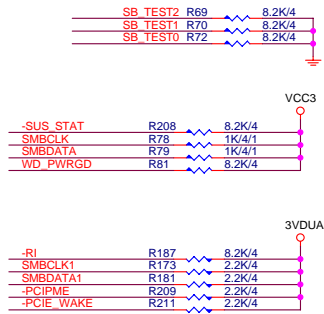 SB_TEST2 R69 8.2K/4
SB_TEST1 R70 8.2K/4
SB_TEST0 R72 8.2K/4
VCC3
-SUS_STAT R208 8.2K/4
SMBCLK R78 1K/4/1
SMBDATA R79 1K/4/1
WD_PWRGD R81 8.2K/4
3VDUA
-RI R187 8.2K/4
SMBCLK1 R173 2.2K/4
SMBDATA1 R181 2.2K/4
-PCIPME R209 2.2K/4
-PCIE_WAKE R211 2.2K/4